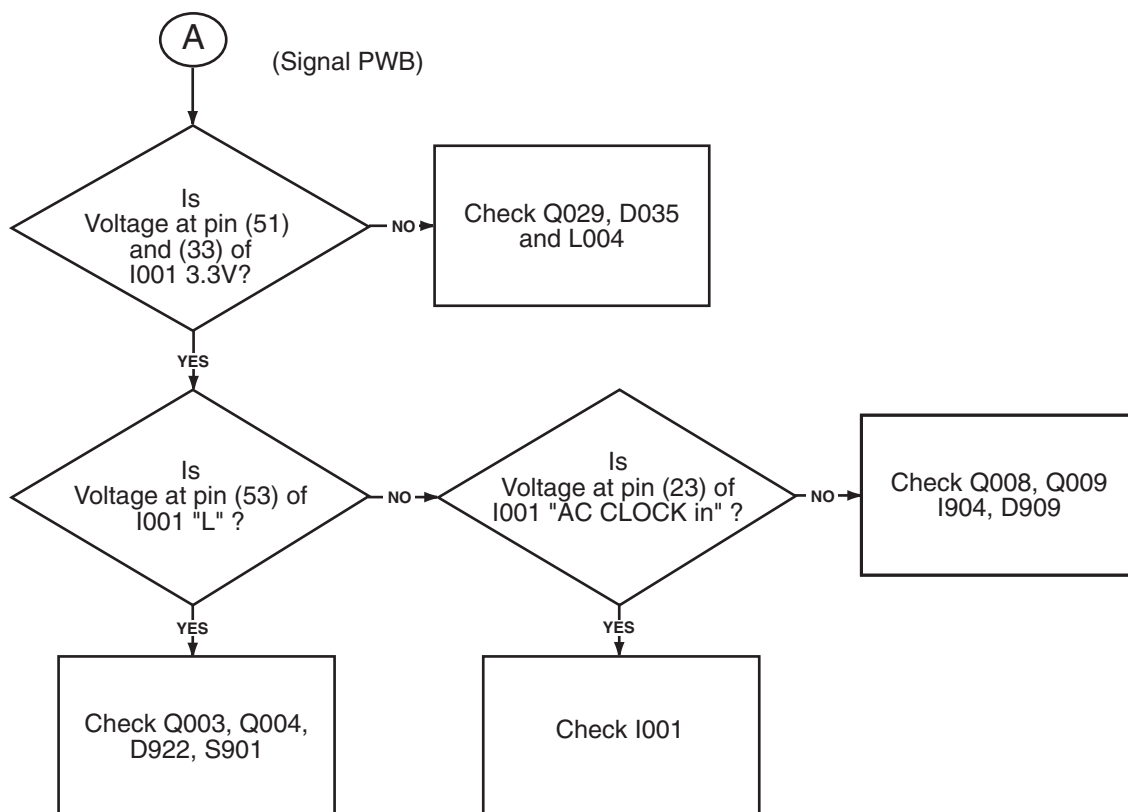 A
(Signal PWB)
Is
Voltage at pin (51)
and (33) of
I001 3.3V?
NO
Check Q029, D035
and L004
YES
Is
Voltage at pin (53) of
I001 "L" ?
NO
Is
Voltage at pin (23) of
I001 "AC CLOCK in" ?
NO
Check Q008, Q009
I904, D909
YES
Check Q003, Q004,
D922, S901
YES
Check I001